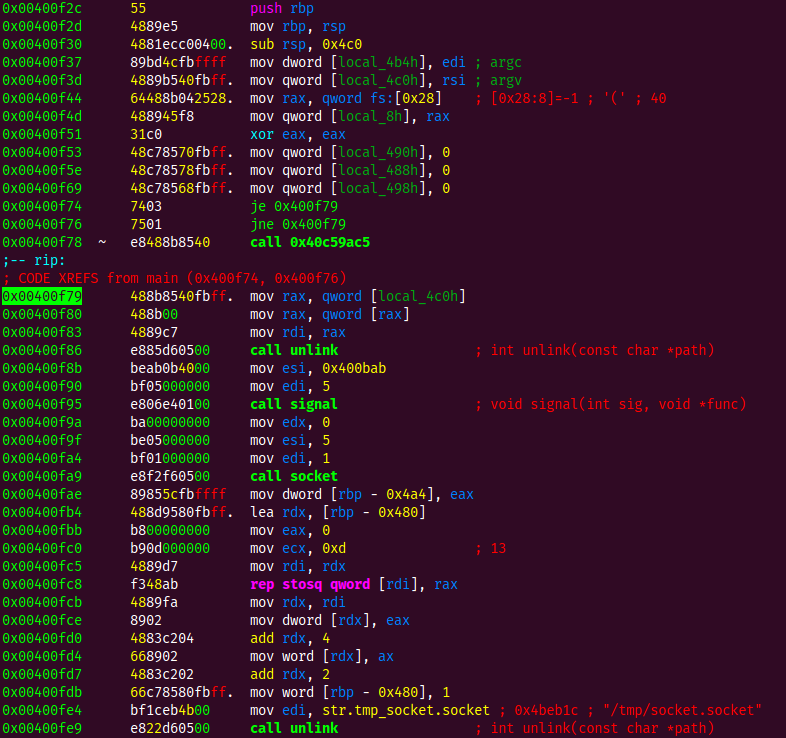 0x00400f2c 55 push rbp
0x00400f2d 4889e5 mov rbp, rsp
0x00400f30 4881ecc00400. sub rsp, 0x4c0
0x00400f37 89bd4cfbffff mov dword [local_4b4h], edi ; argc
0x00400f3d 4889b540fbff. mov qword [local_4c0h], rsi ; argv
0x00400f44 64488b042528. mov rax, qword fs:[0x28] ; [0x28:8]=-1 ; '(' ; 40
0x00400f4d 488945f8 mov qword [local_8h], rax
0x00400f51 31c0 xor eax, eax
0x00400f53 48c78570fbff. mov qword [local_490h], 0
0x00400f5e 48c78578fbff. mov qword [local_488h], 0
0x00400f69 48c78568fbff. mov qword [local_498h], 0
0x00400f74 7403 je 0x400f79
0x00400f76 7501 jne 0x400f79
0x00400f78 ~ e8488b8540 call 0x40c59ac5
;-- rip:
; CODE XREFS from main (0x400f74, 0x400f76)
0x00400f79 488b8540fbff. mov rax, qword [local_4c0h]
0x00400f80 488b00 mov rax, qword [rax]
0x00400f83 4889c7 mov rdi, rax
0x00400f86 e885d60500 call unlink ; int unlink(const char *path)
0x00400f8b beab0b4000 mov esi, 0x400bab
0x00400f90 bf05000000 mov edi, 5
0x00400f95 e806e40100 call signal ; void signal(int sig, void *func)
0x00400f9a ba00000000 mov edx, 0
0x00400f9f be05000000 mov esi, 5
0x00400fa4 bf01000000 mov edi, 1
0x00400fa9 e8f2f60500 call socket
0x00400fae 89855cfbffff mov dword [rbp - 0x4a4], eax
0x00400fb4 488d9580fbff. lea rdx, [rbp - 0x480]
0x00400fbb b800000000 mov eax, 0
0x00400fc0 b90d000000 mov ecx, 0xd ; 13
0x00400fc5 4889d7 mov rdi, rdx
0x00400fc8 f348ab rep stosq qword [rdi], rax
0x00400fcb 4889fa mov rdx, rdi
0x00400fce 8902 mov dword [rdx], eax
0x00400fd0 4883c204 add rdx, 4
0x00400fd4 668902 mov word [rdx], ax
0x00400fd7 4883c202 add rdx, 2
0x00400fdb 66c78580fbff. mov word [rbp - 0x480], 1
0x00400fe4 bf1ceb4b00 mov edi, str.tmp_socket.socket ; 0x4beb1c ; "/tmp/socket.socket"
0x00400fe9 e822d60500 call unlink ; int unlink(const char *path)